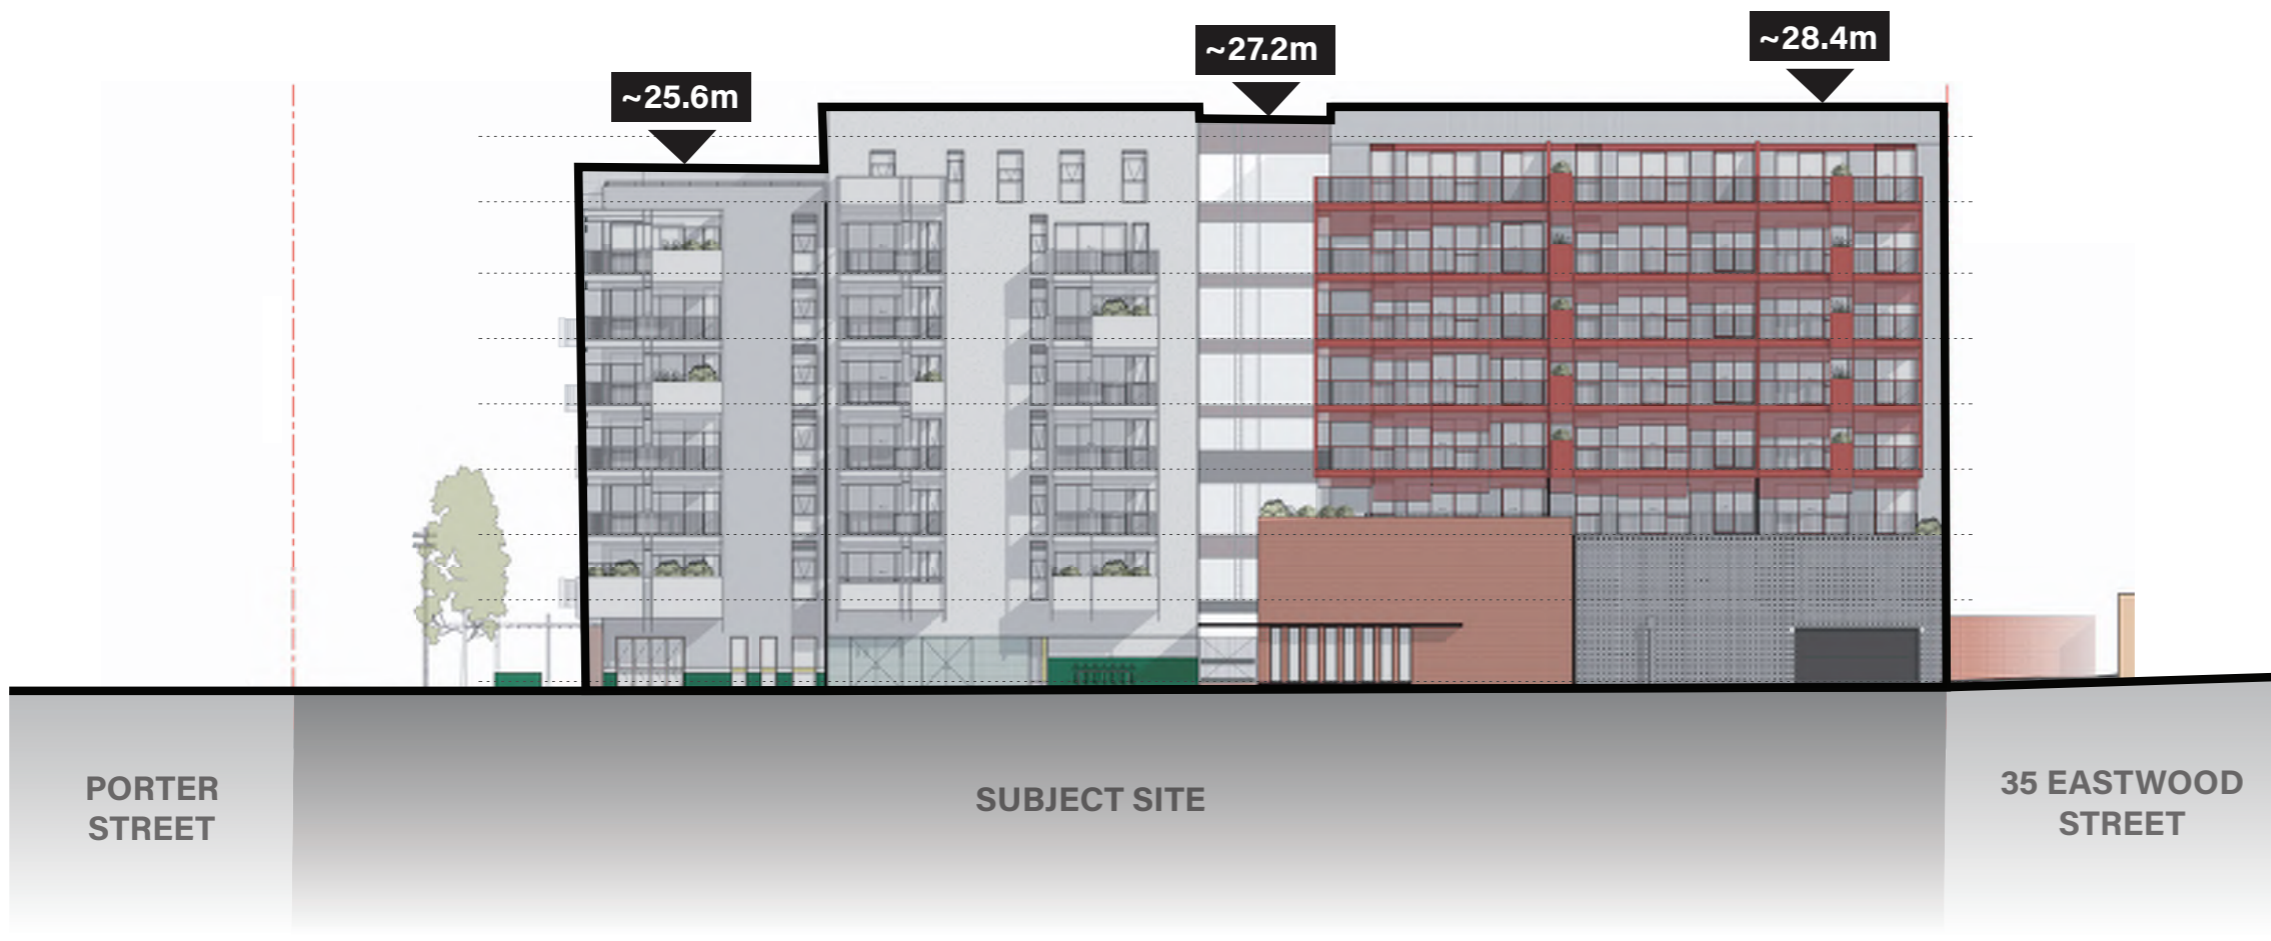 ~25.6m
~27.2m
~28.4m
PORTER
STREET
SUBJECT SITE
35 EASTWOOD
STREET